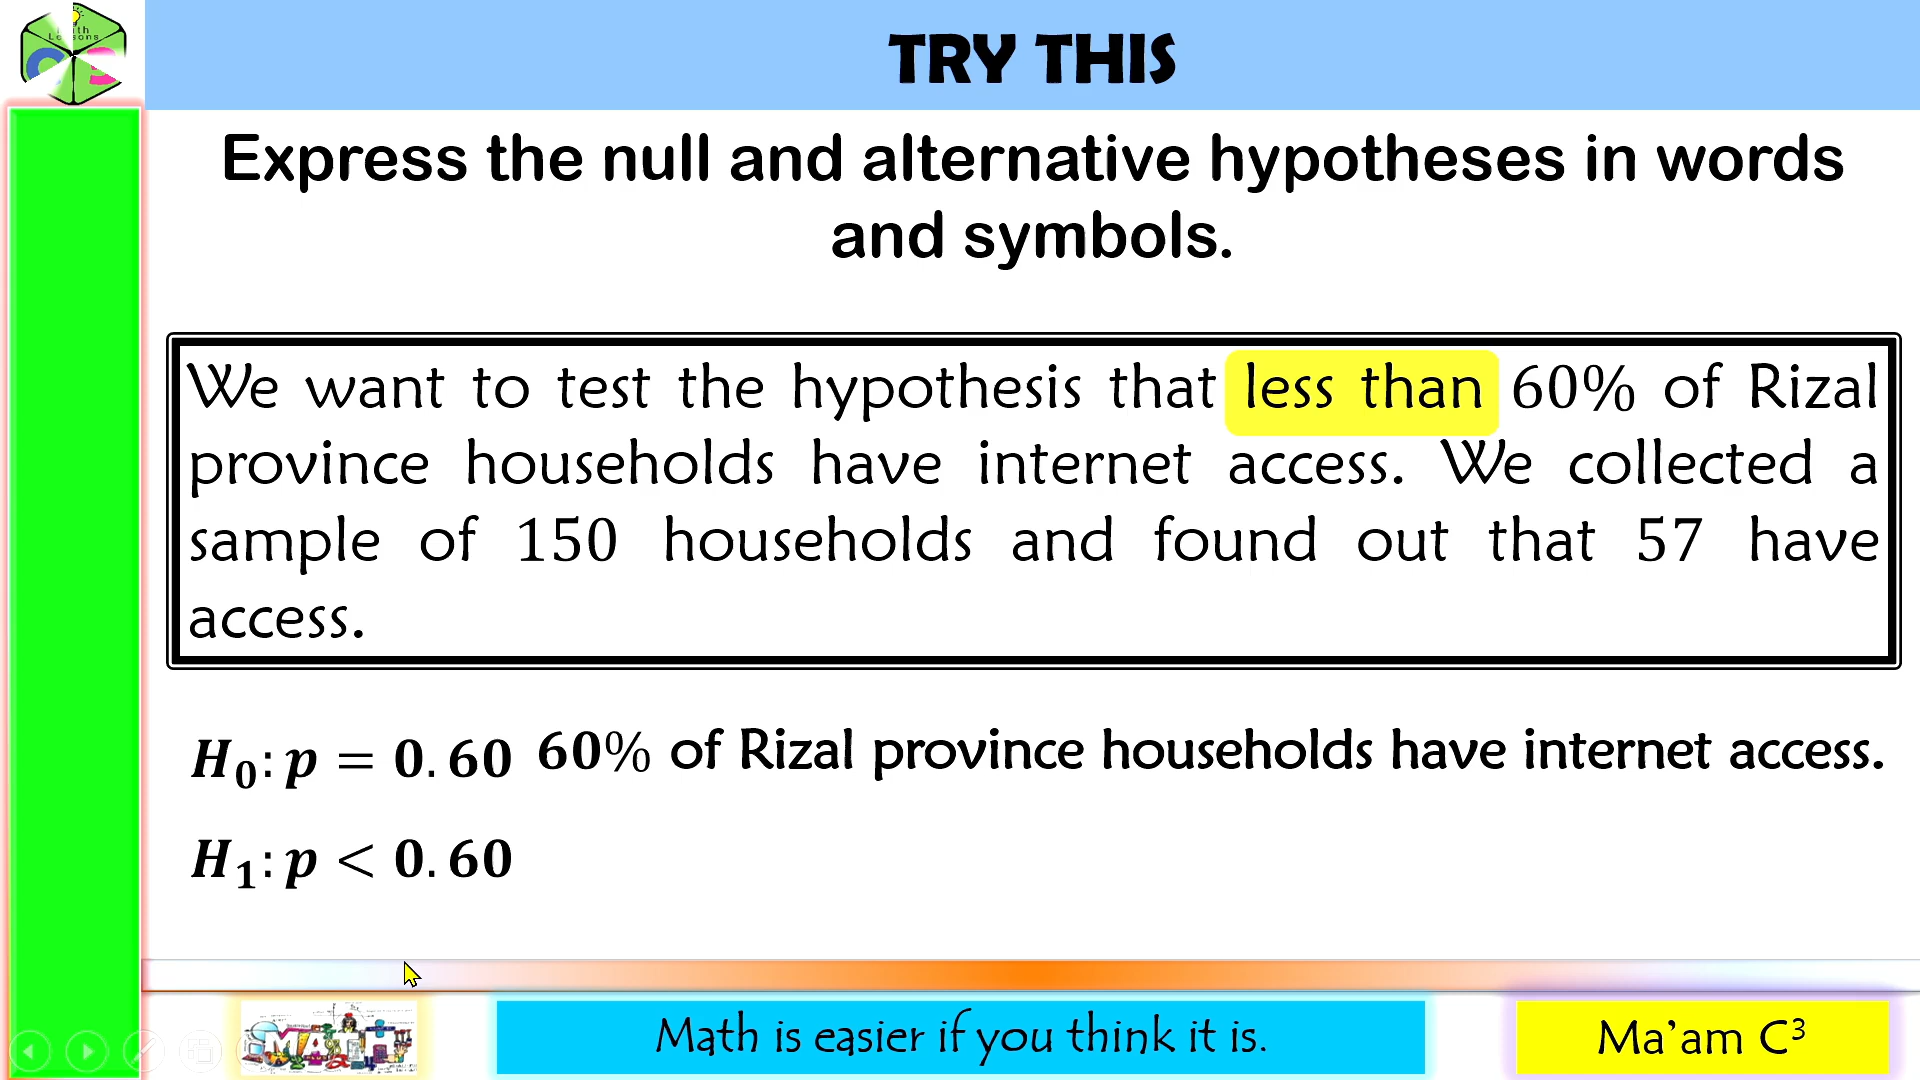 Math
Lessons
TRY THIS
Express the null and alternative hypotheses in words
and symbols.
We want to test the hypothesis that less than 60% of Rizal
province households have internet access. We collected a
sample of 150 households and found out that 57 have
access.
H₀: p = 0.60 60% of Rizal province households have internet access.
H₁: p < 0.60
MATH
Math is easier if you think it is.
Ma’am C³